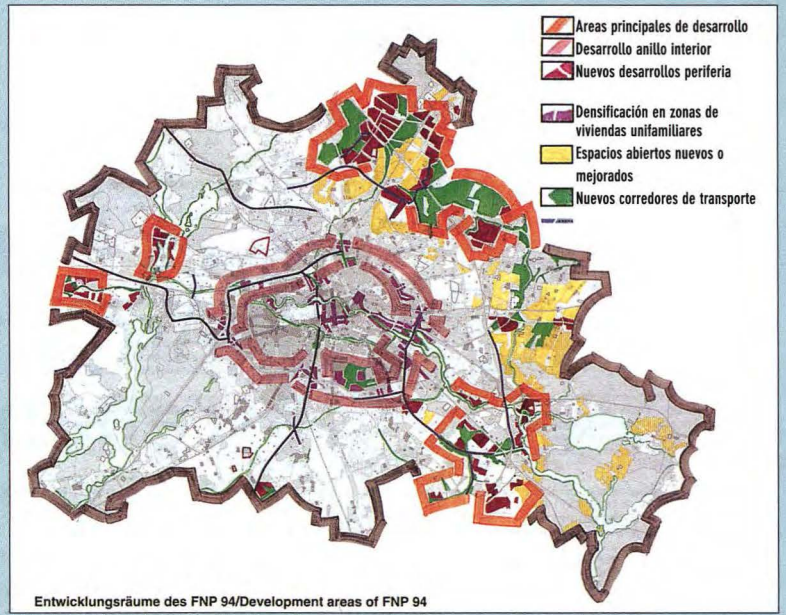 Areas principales de desarrollo
Desarrollo anillo interior
Nuevos desarrollos periferia
Densificación en zonas de
viviendas unifamiliares
Espacios abiertos nuevos o
mejorados
Nuevos corredores de transporte
Entwicklungsräume des FNP 94/Development areas of FNP 94